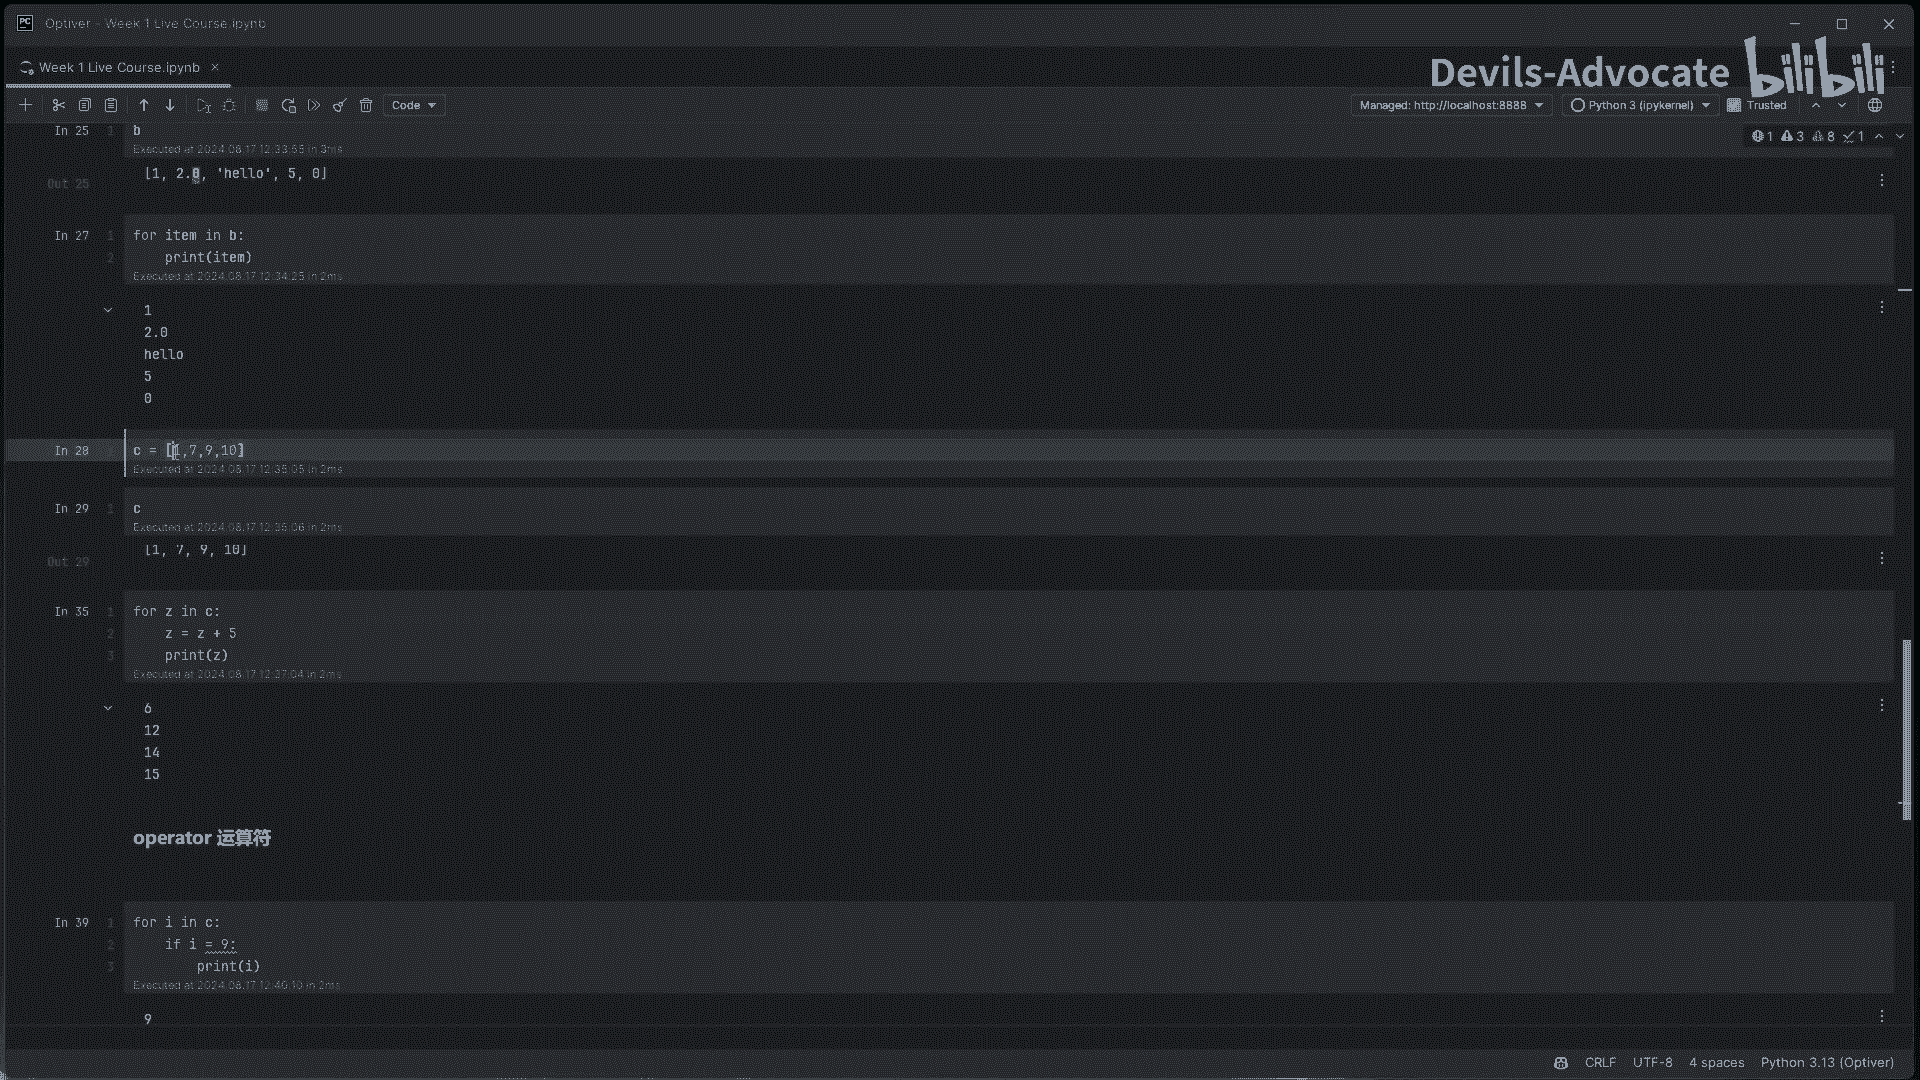 PC Optiver - Week 1 Live Course.ipynb
Week 1 Live Course.ipynb
Devils-Advocate bilibili
Code
Managed: http://localhost:8888
Python 3 (ipykernel)
Trusted
1 3 8 1
In 25 1 b
Executed at 2024.08.17 12:33:55 in 3ms
Out 25 [1, 2.0, 'hello', 5, 0]
In 27 1 for item in b:
2 print(item)
Executed at 2024.08.17 12:34:25 in 2ms
1
2.0
hello
5
0
In 28 1 c = [1,7,9,10]
Executed at 2024.08.17 12:35:05 in 2ms
In 29 1 c
Executed at 2024.08.17 12:35:06 in 2ms
Out 29 [1, 7, 9, 10]
In 35 1 for z in c:
2 z = z + 5
3 print(z)
Executed at 2024.08.17 12:37:04 in 2ms
6
12
14
15
operator 运算符
In 39 1 for i in c:
2 if i = 9:
3 print(i)
Executed at 2024.08.17 12:40:10 in 2ms
9
CRLF UTF-8 4 spaces Python 3.13 (Optiver)